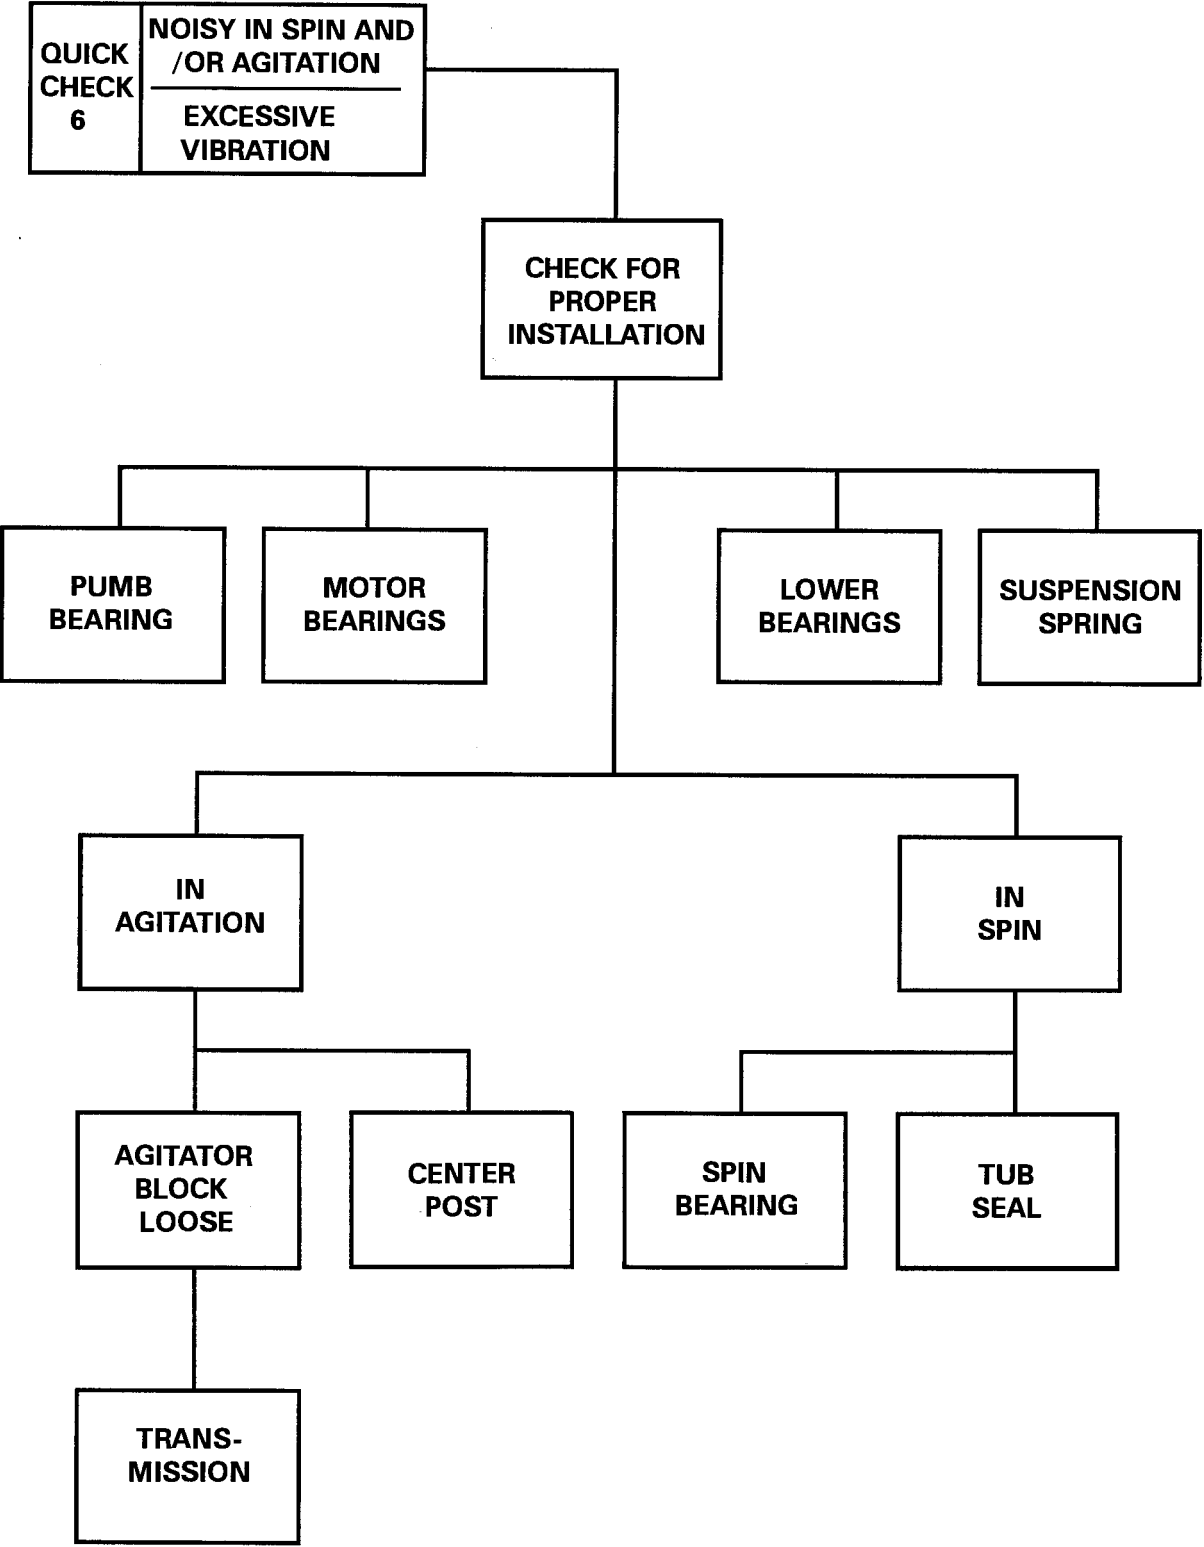 QUICK
CHECK
6
NOISY IN SPIN AND
/OR AGITATION
EXCESSIVE
VIBRATION
CHECK FOR
PROPER
INSTALLATION
PUMB
BEARING
MOTOR
BEARINGS
LOWER
BEARINGS
SUSPENSION
SPRING
IN
AGITATION
IN
SPIN
AGITATOR
BLOCK
LOOSE
CENTER
POST
SPIN
BEARING
TUB
SEAL
TRANS-
MISSION